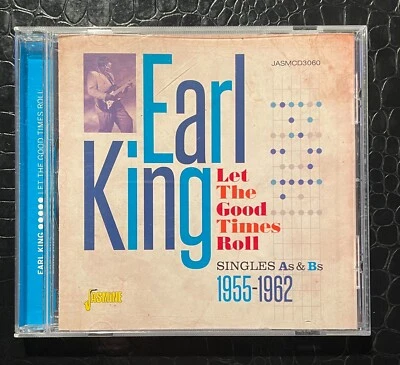 EARL KING ●●●●● LET THE GOOD TIMES ROLL
JASMCD3060
Earl
King
Let
The
Good
Times
Roll
SINGLES As & Bs
1955-1962
JASMINE